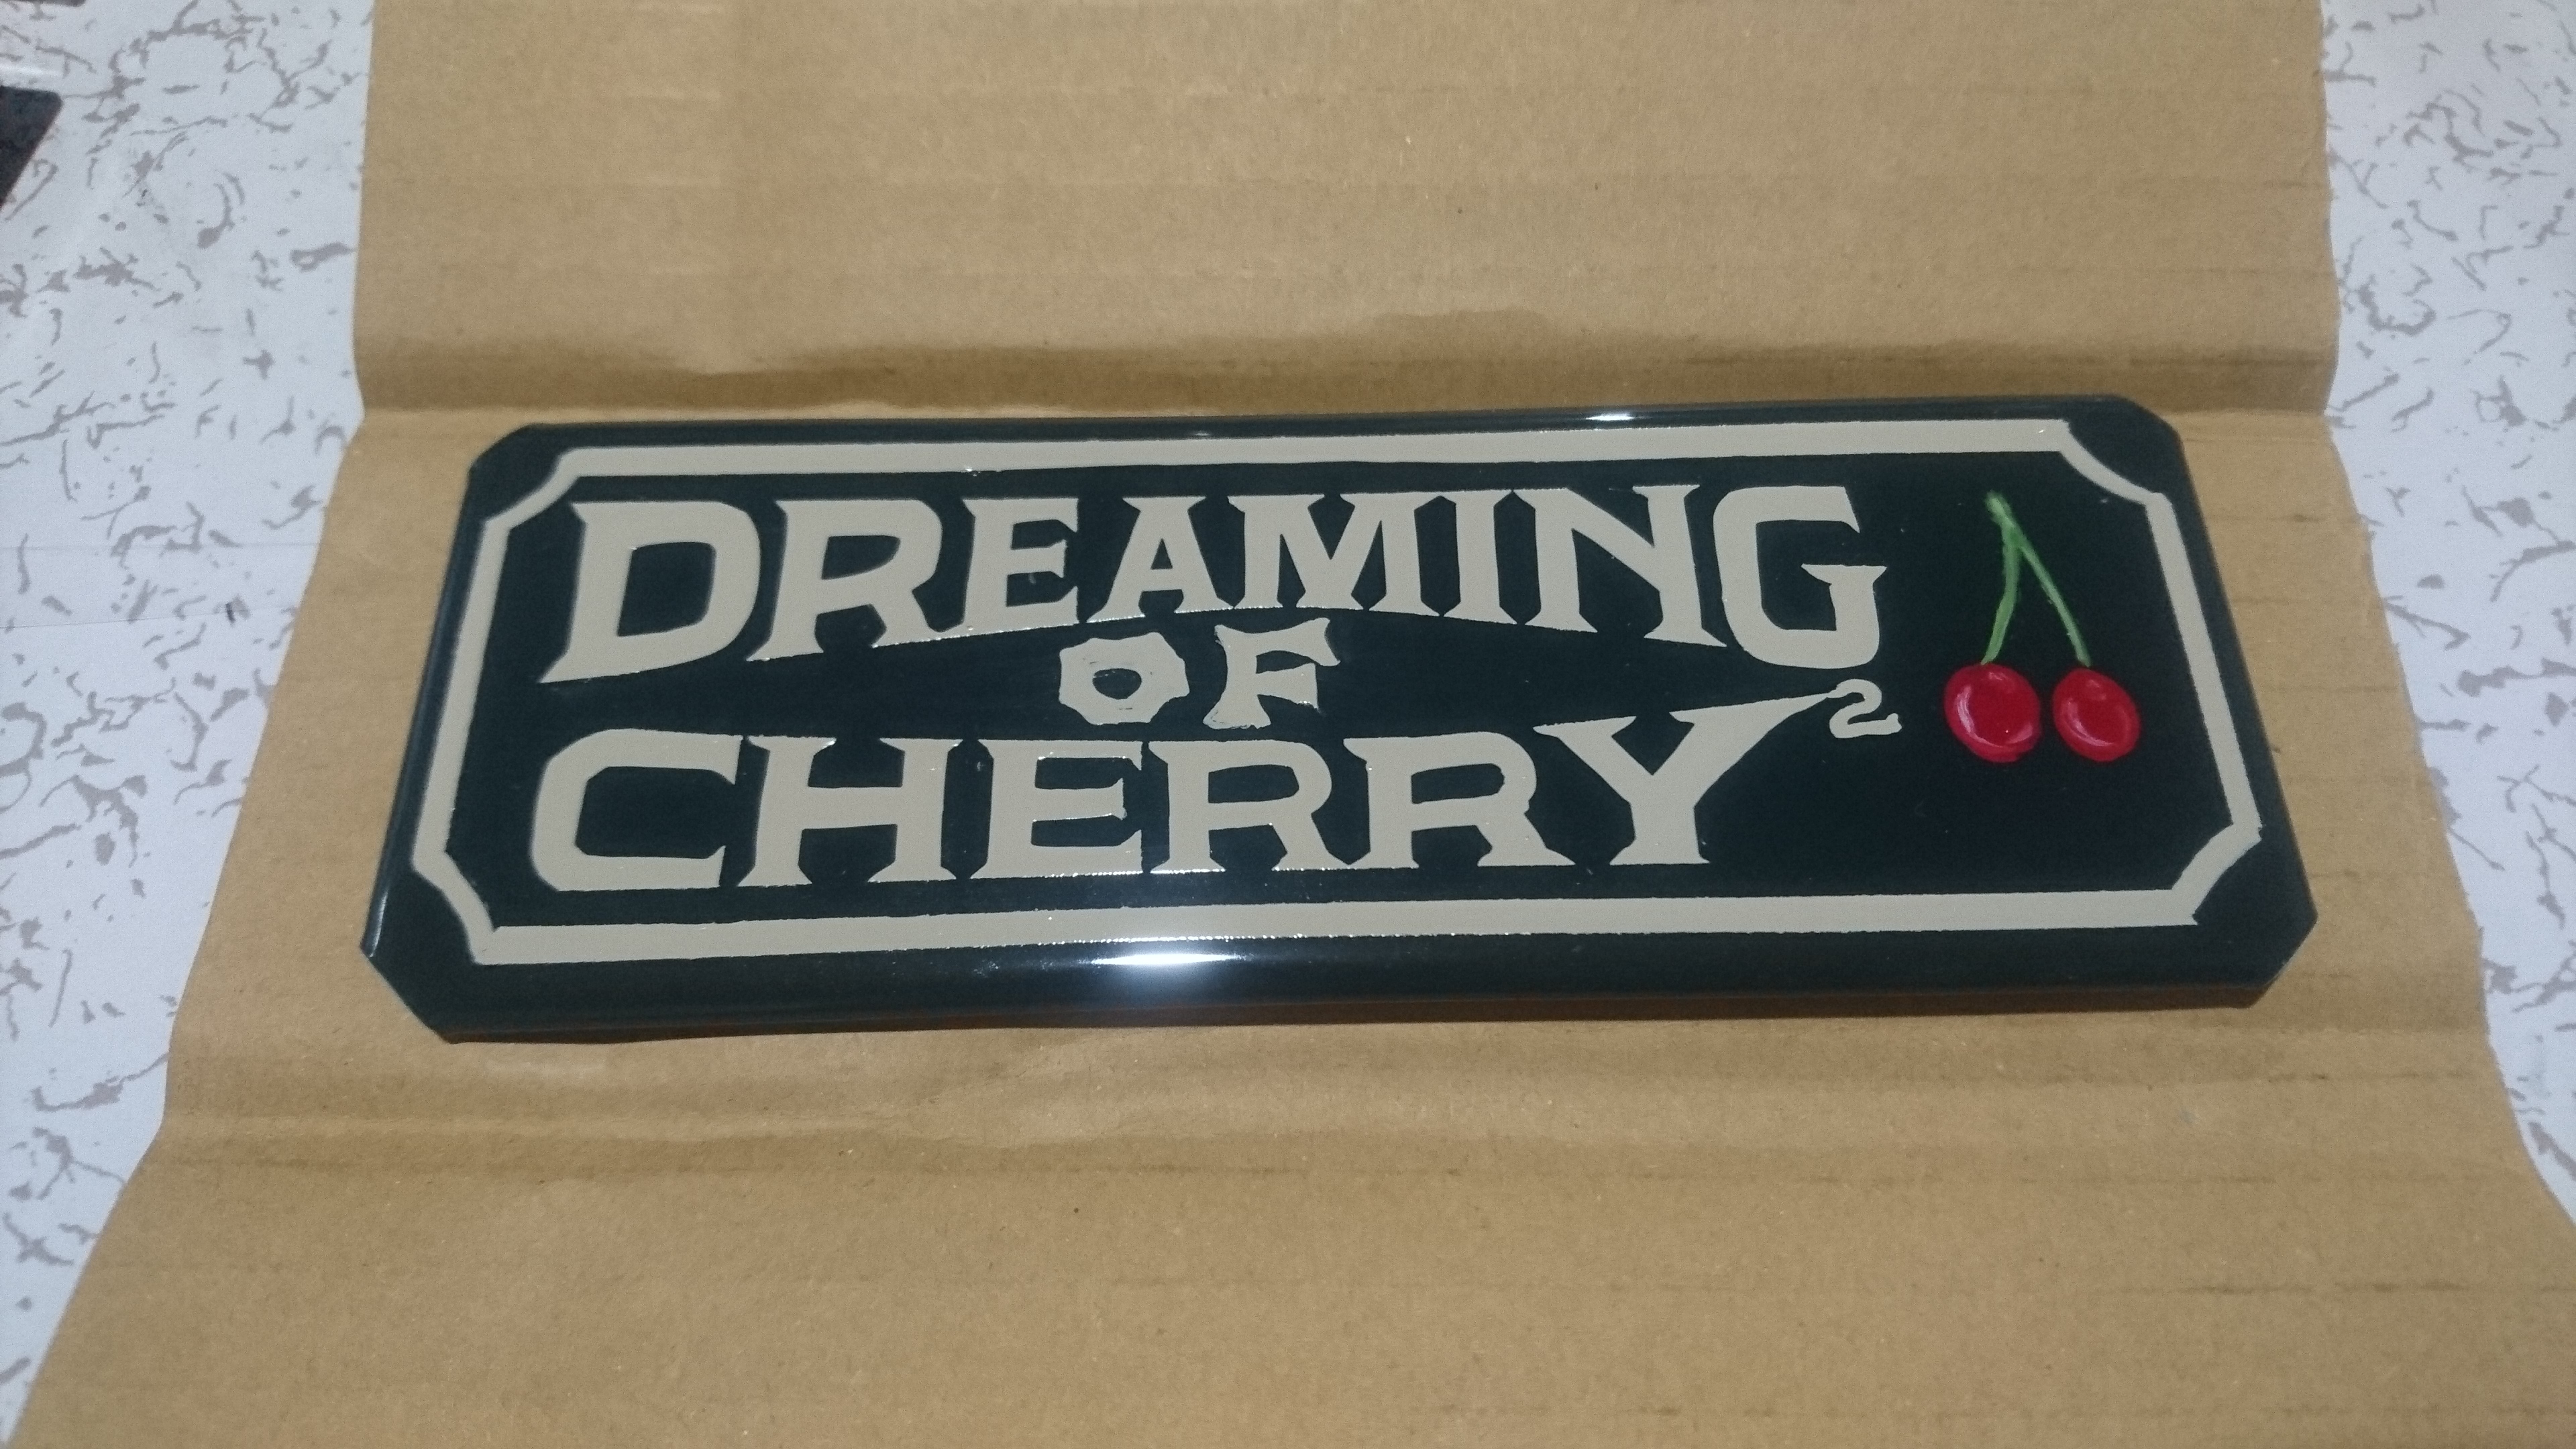 DREAMING
OF
CHERRY²